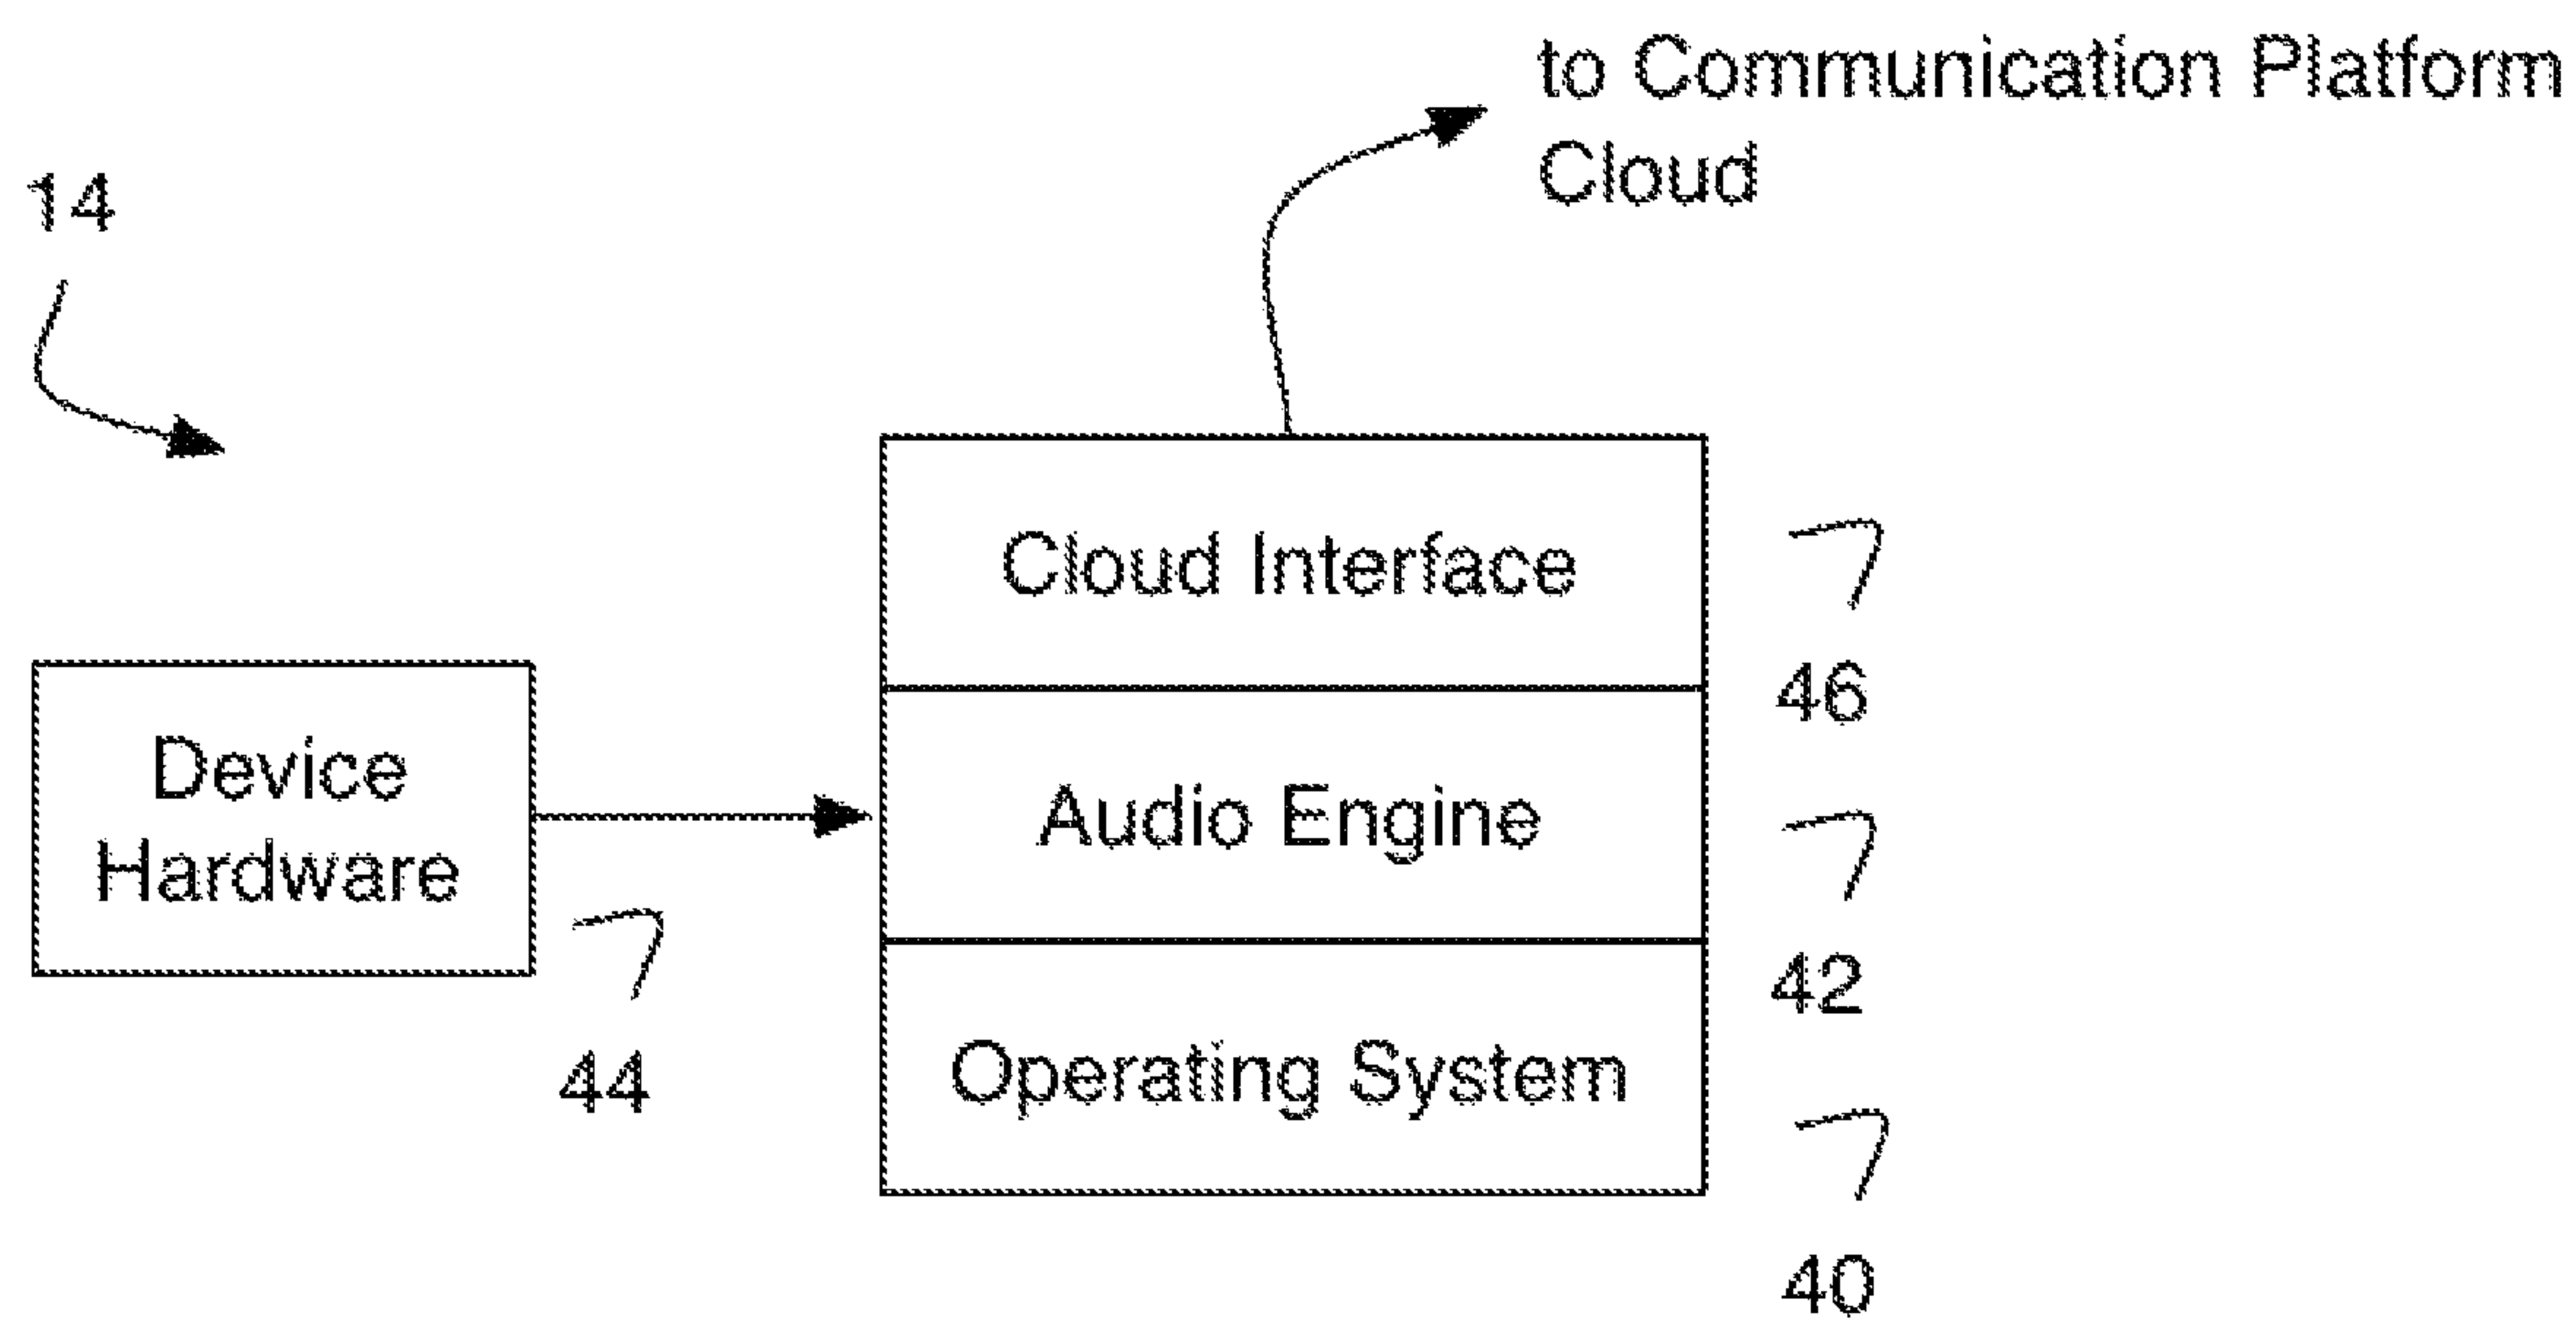 to Communication Platform
Cloud
14
Cloud Interface
46
Device
Hardware
Audio Engine
44
42
Operating System
40